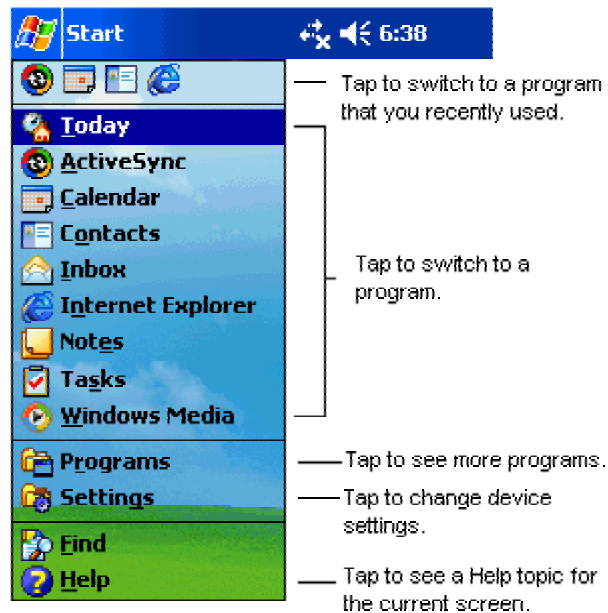 Start 6:38
Tap to switch to a program
that you recently used.
Today
ActiveSync
Calendar
Contacts
Inbox
Internet Explorer
Notes
Tasks
Windows Media
Tap to switch to a
program.
Programs
Tap to see more programs.
Settings
Tap to change device
settings.
Find
Help
Tap to see a Help topic for
the current screen.